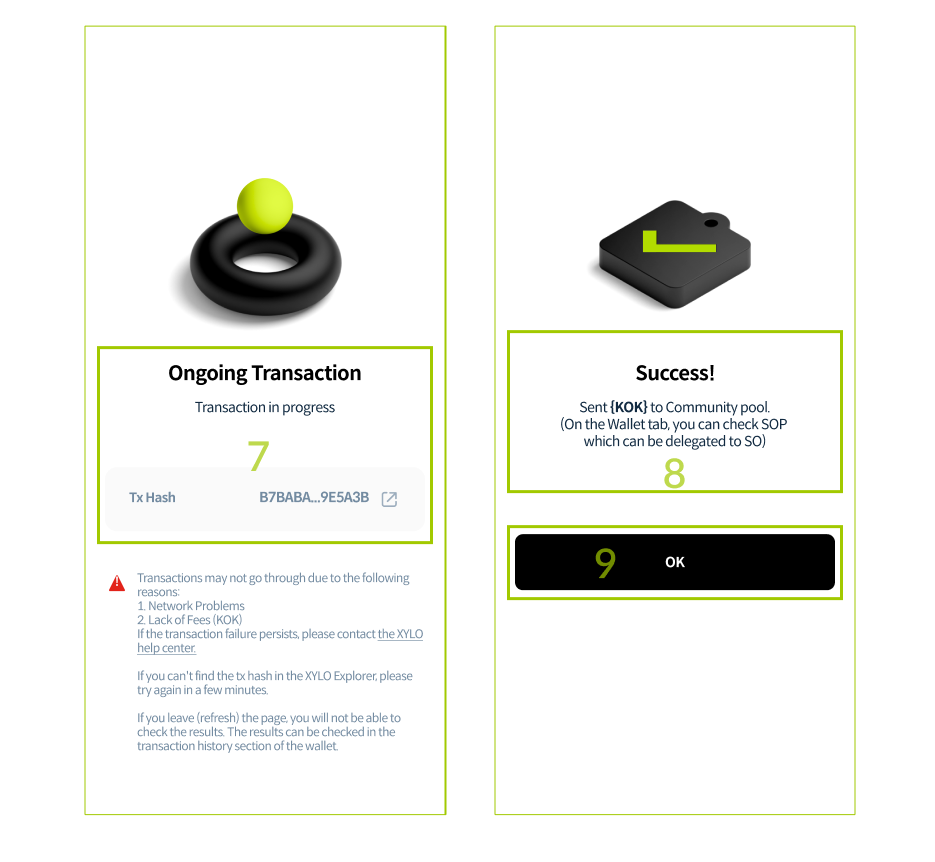 Ongoing Transaction
Transaction in progress
7
Tx Hash B7BABA...9E5A3B
Transactions may not go through due to the following
reasons:
1. Network Problems
2. Lack of Fees (KOK)
If the transaction failure persists, please contact the XYLO
help center.
If you can't find the tx hash in the XYLO Explorer, please
try again in a few minutes.
If you leave (refresh) the page, you will not be able to
check the results. The results can be checked in the
transaction history section of the wallet.
Success!
Sent {KOK} to Community pool.
(On the Wallet tab, you can check SOP
which can be delegated to SO)
8
9 OK